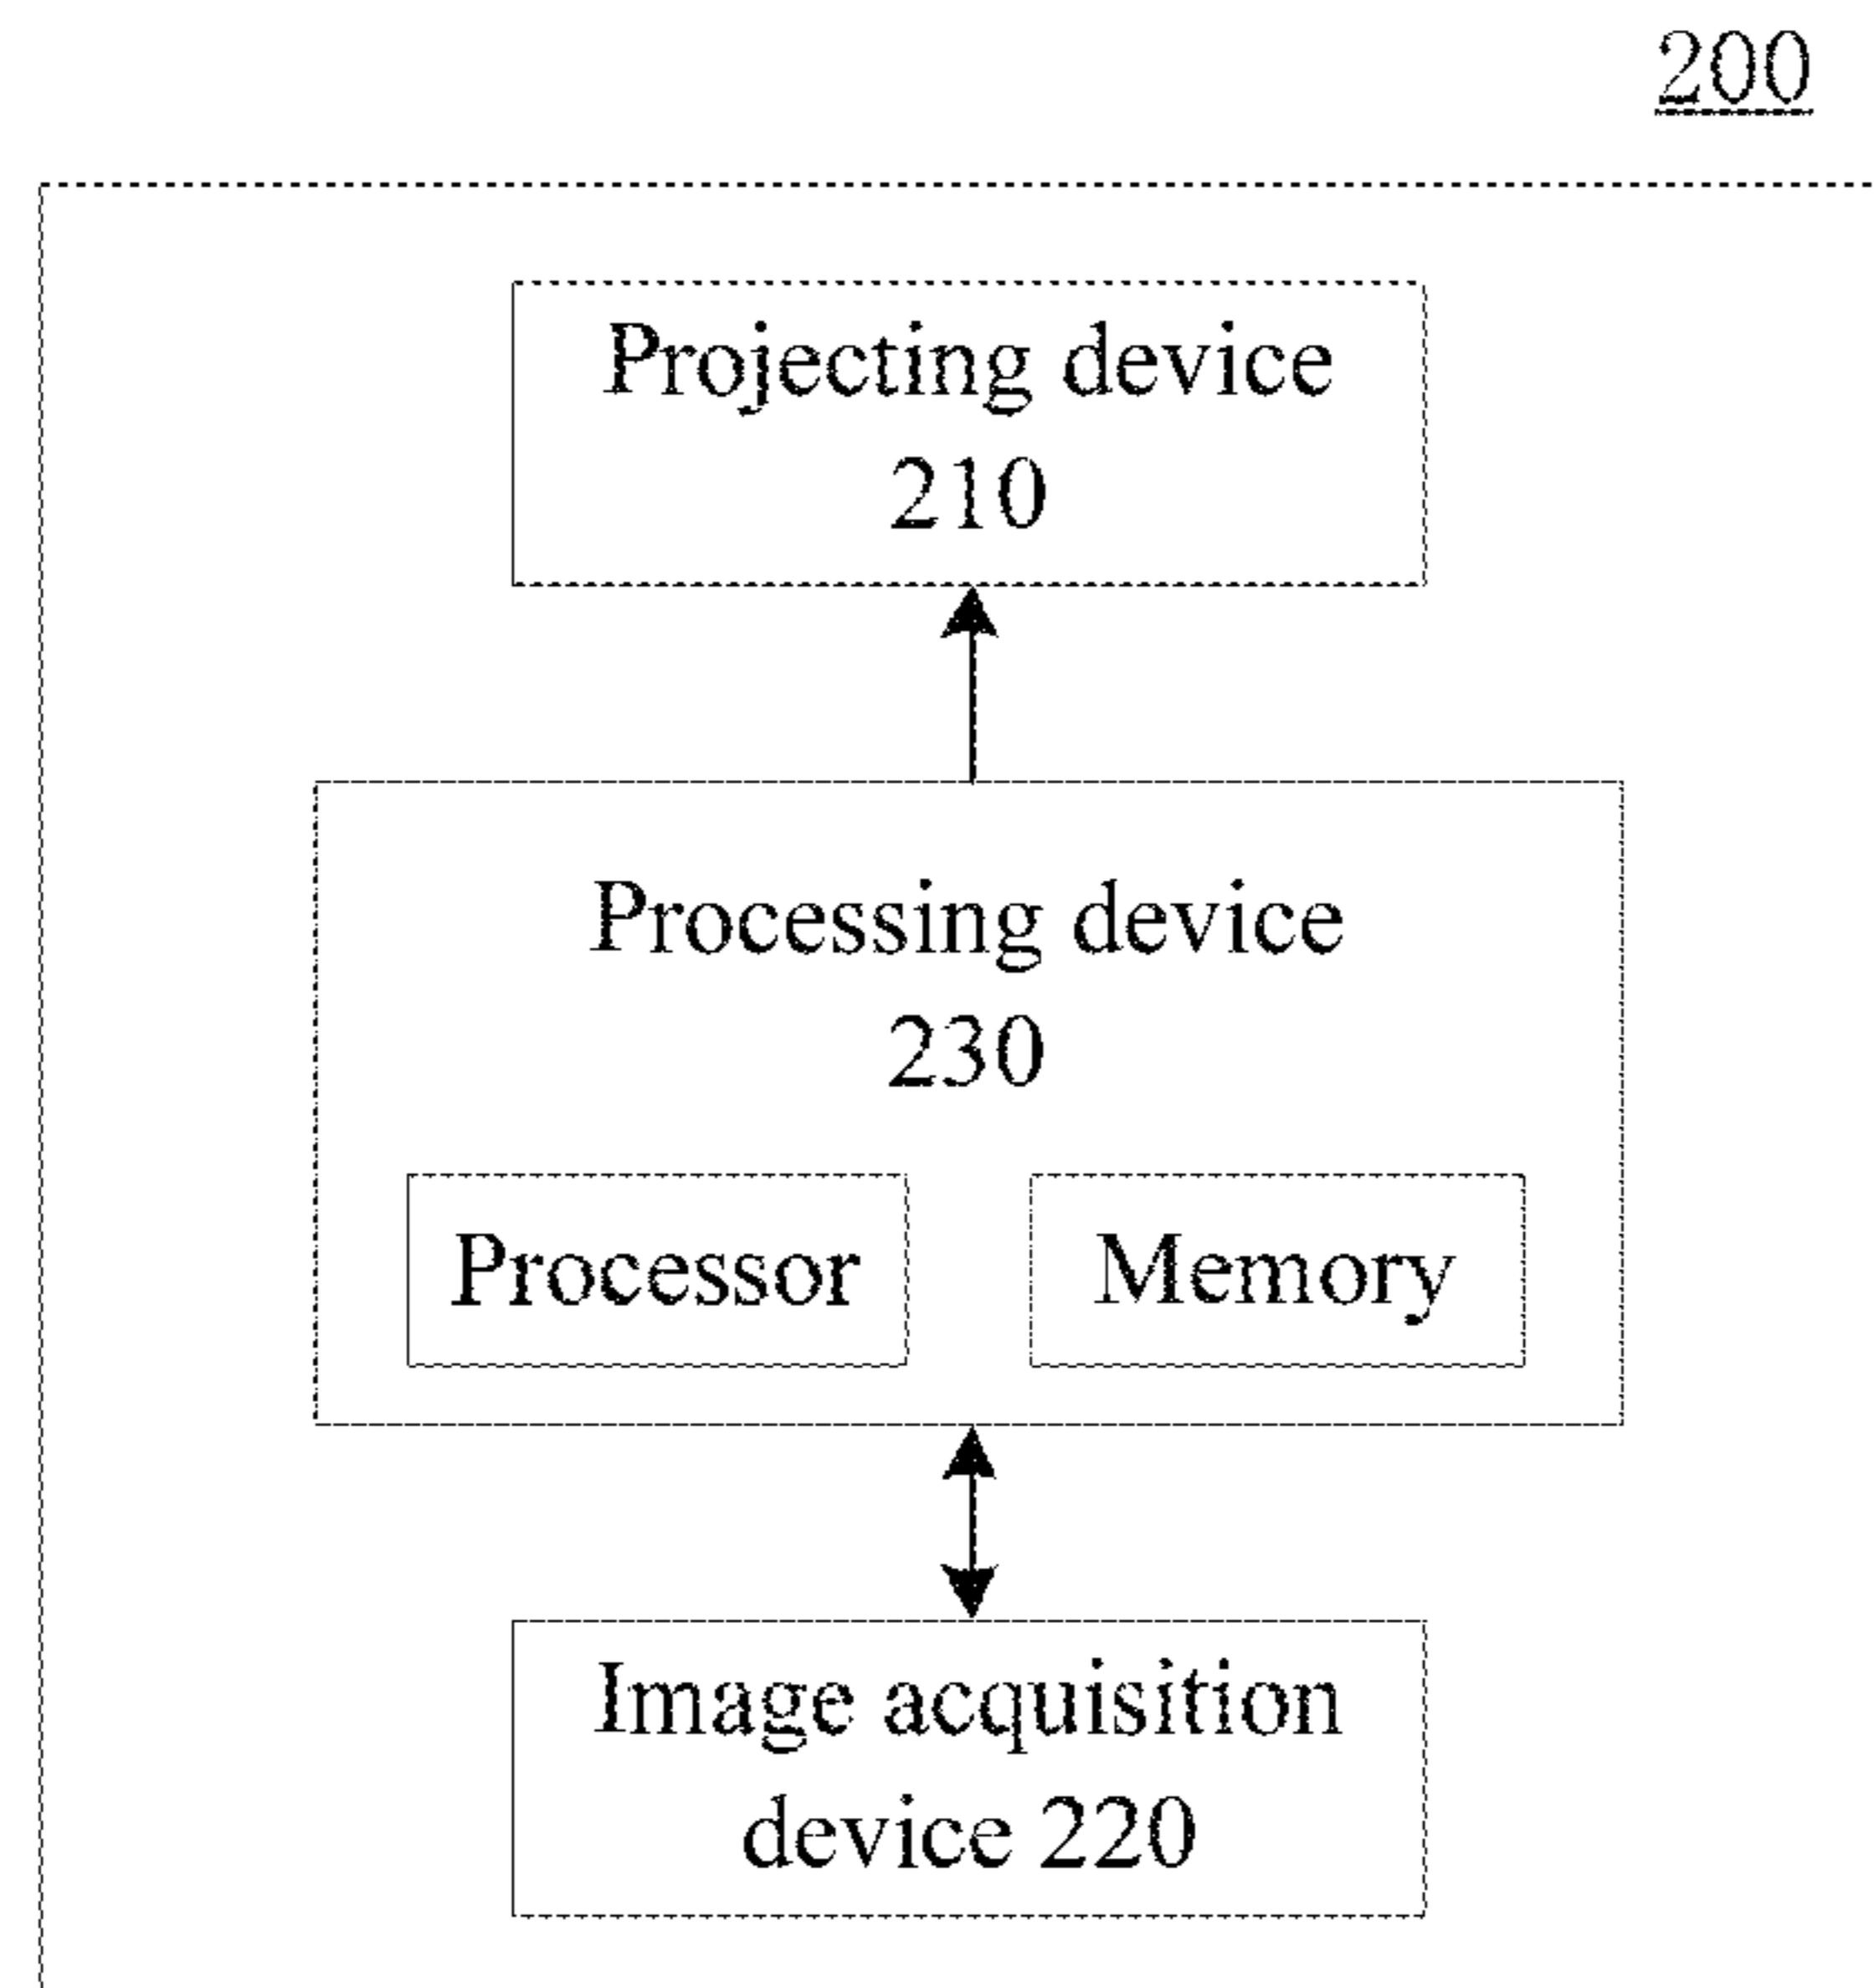 200
Projecting device
210
Processing device
230
Processor
Memory
Image acquisition
device 220